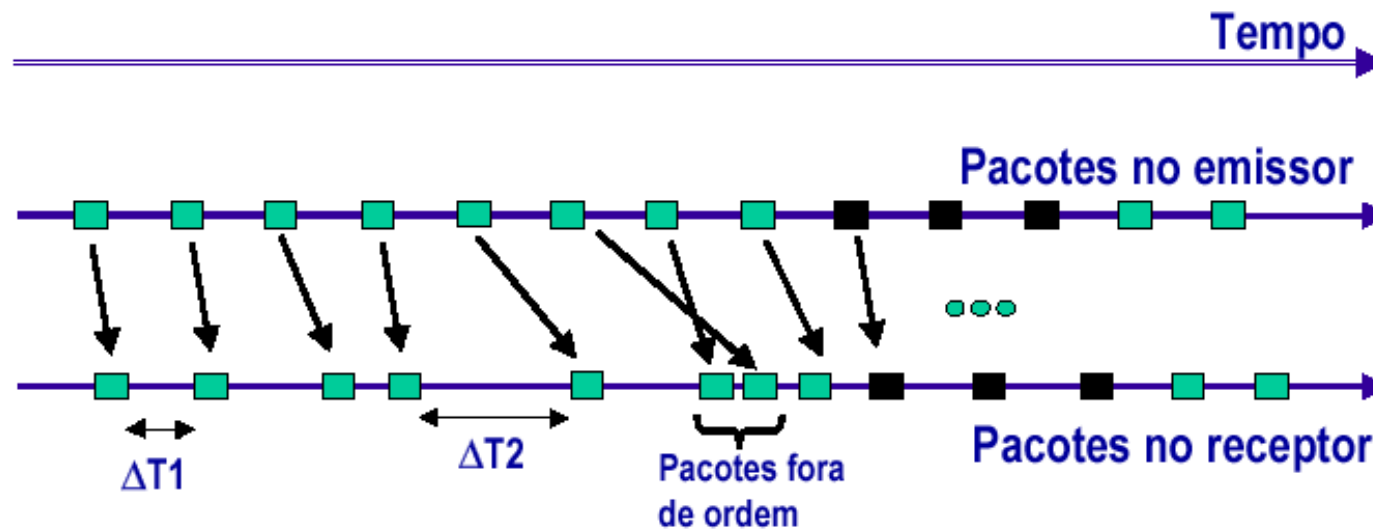 Tempo
Pacotes no emissor
ΔT1
ΔT2
Pacotes fora
de ordem
Pacotes no receptor